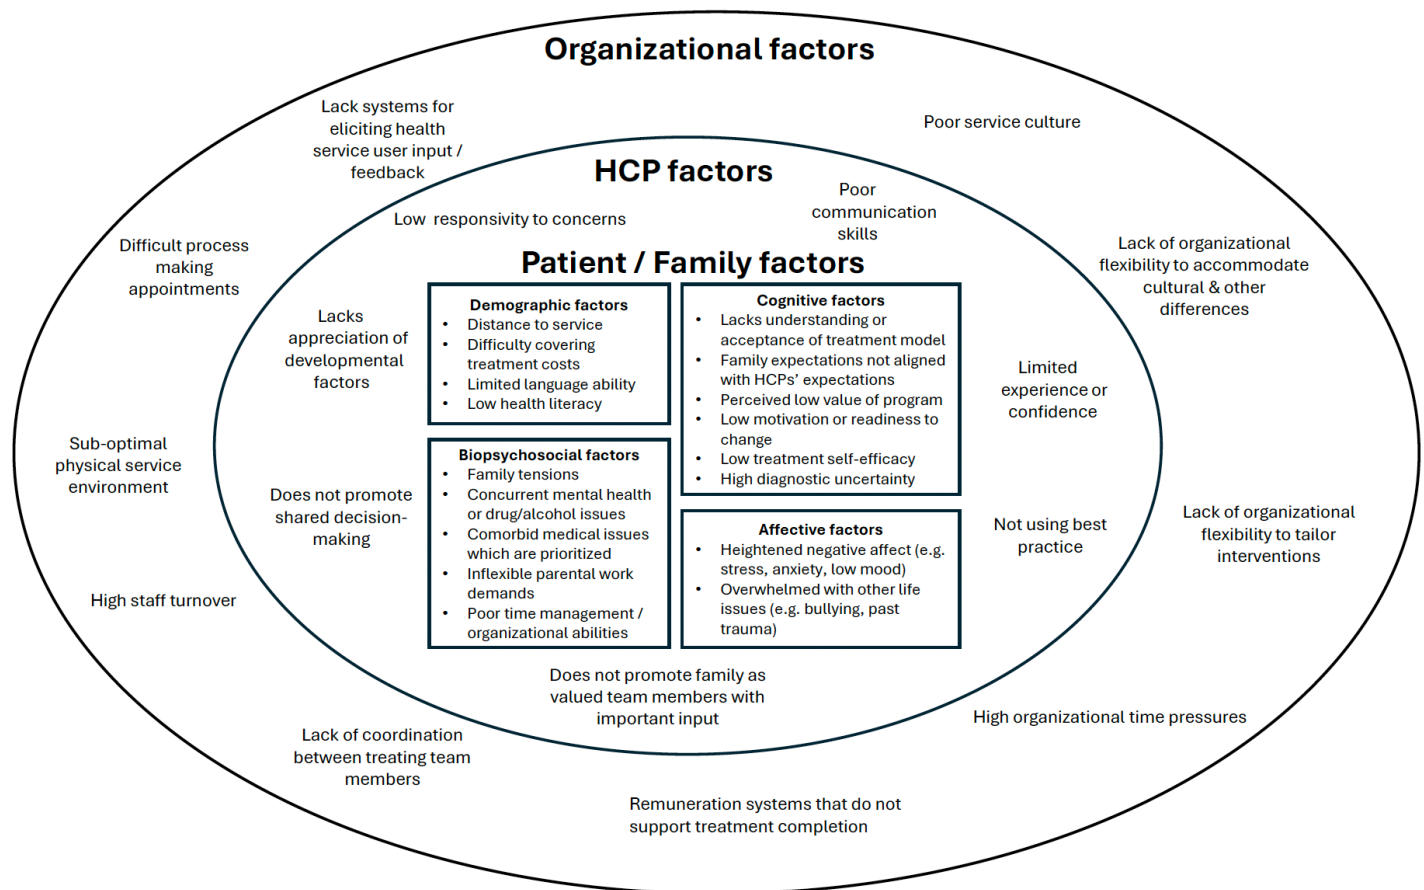 Organizational factors
Lack systems for
eliciting health
service user input /
feedback
Poor service culture
Difficult process
making
appointments
Lack of organizational
flexibility to accommodate
cultural & other
differences
Sub-optimal
physical service
environment
Lack of organizational
flexibility to tailor
interventions
High staff turnover
High organizational time pressures
Lack of coordination
between treating team
members
Remuneration systems that do not
support treatment completion
HCP factors
Low  responsivity to concerns
Poor
communication
skills
Lacks
appreciation of
developmental
factors
Limited
experience or
confidence
Does not promote
shared decision-
making
Not using best
practice
Does not promote family as
valued team members with
important input
Patient / Family factors
Demographic factors
• Distance to service
• Difficulty covering
treatment costs
• Limited language ability
• Low health literacy
Cognitive factors
• Lacks understanding or
acceptance of treatment model
• Family expectations not aligned
with HCPs’ expectations
• Perceived low value of program
• Low motivation or readiness to
change
• Low treatment self-efficacy
• High diagnostic uncertainty
Biopsychosocial factors
• Family tensions
• Concurrent mental health
or drug/alcohol issues
• Comorbid medical issues
which are prioritized
• Inflexible parental work
demands
• Poor time management /
organizational abilities
Affective factors
• Heightened negative affect (e.g.
stress, anxiety, low mood)
• Overwhelmed with other life
issues (e.g. bullying, past
trauma)